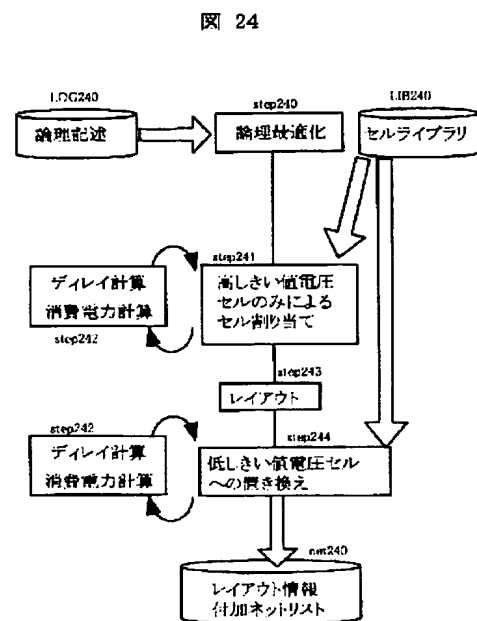 図 24
LOG240
論理記述
step240
論理最適化
LIB240
セルライブラリ
step241
高しきい値電圧
セルのみによる
セル割り当て
ディレイ計算
消費電力計算
step242
step243
レイアウト
step242
ディレイ計算
消費電力計算
step244
低しきい値電圧セル
への置き換え
net240
レイアウト情報
付加ネットリスト